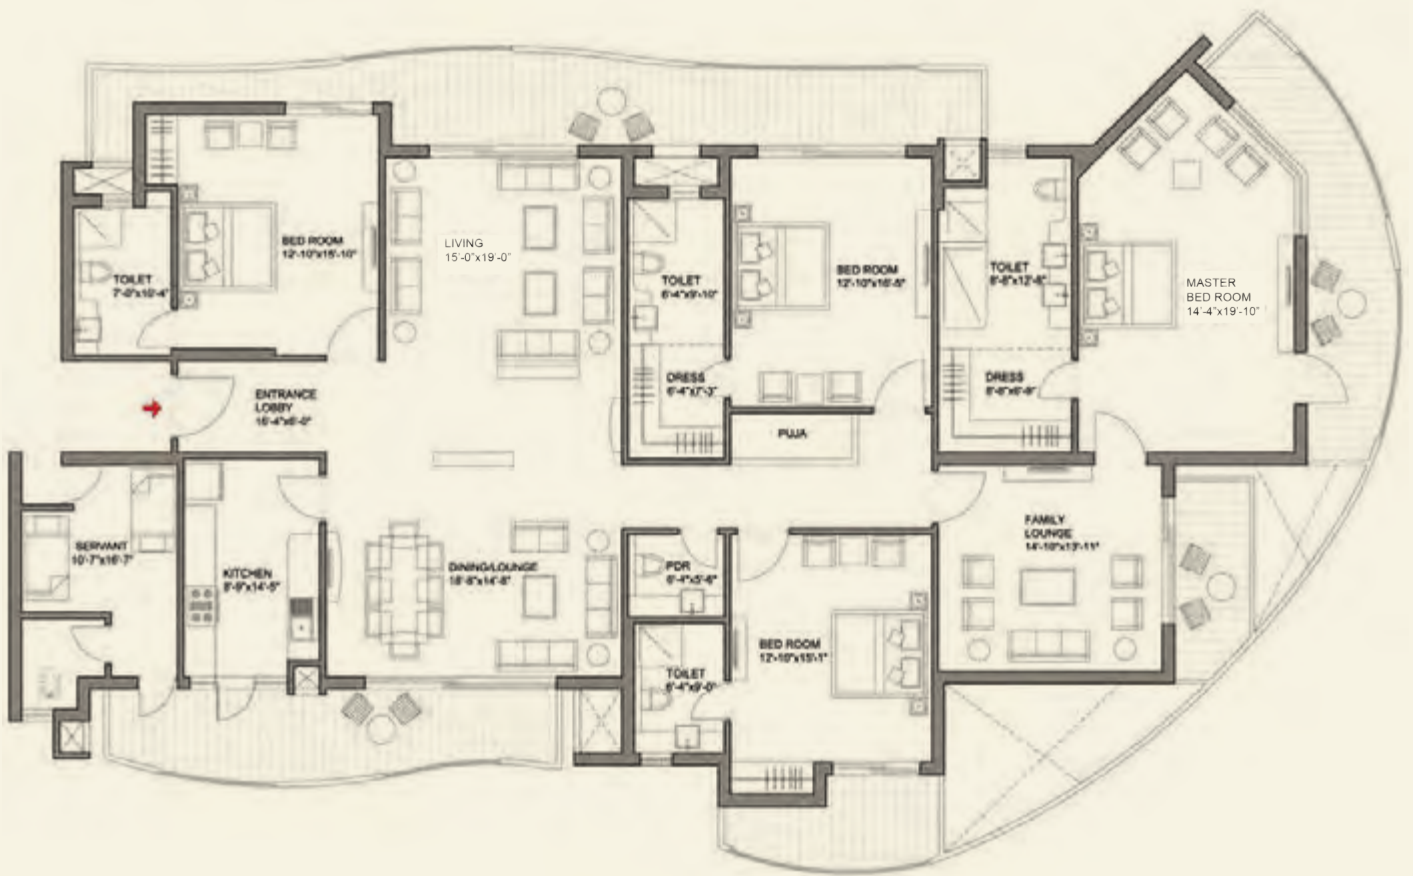 BED ROOM
12'-10"x15'-10"
LIVING
15'-0"x19'-0"
TOILET
7'-0"x10'-4"
TOILET
6'-4"x9'-10"
BED ROOM
12'-10"x16'-5"
TOILET
8'-8"x12'-8"
MASTER
BED ROOM
14'-4"x19'-10"
ENTRANCE
LOBBY
16'-4"x6'-0"
DRESS
6'-4"x7'-3"
DRESS
8'-8"x6'-9"
PUJA
SERVANT
10'-7"x16'-7"
KITCHEN
8'-9"x14'-5"
DINING/LOUNGE
18'-8"x14'-8"
PDR
6'-4"x5'-6"
FAMILY
LOUNGE
14'-10"x13'-11"
TOILET
6'-4"x9'-0"
BED ROOM
12'-10"x15'-1"